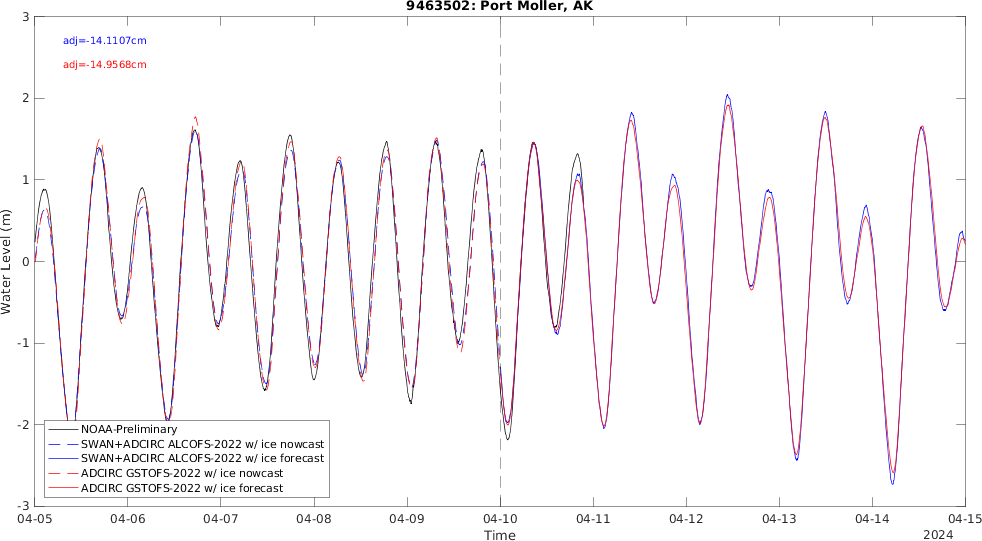 9463502: Port Moller, AK
adj=-14.1107cm
adj=-14.9568cm
Water Level (m)
3
2
1
0
-1
-2
-3
NOAA-Preliminary
SWAN+ADCIRC ALCOFS-2022 w/ ice nowcast
SWAN+ADCIRC ALCOFS-2022 w/ ice forecast
ADCIRC GSTOFS-2022 w/ ice nowcast
ADCIRC GSTOFS-2022 w/ ice forecast
04-05 04-06 04-07 04-08 04-09 04-10 04-11 04-12 04-13 04-14 04-15
Time
2024